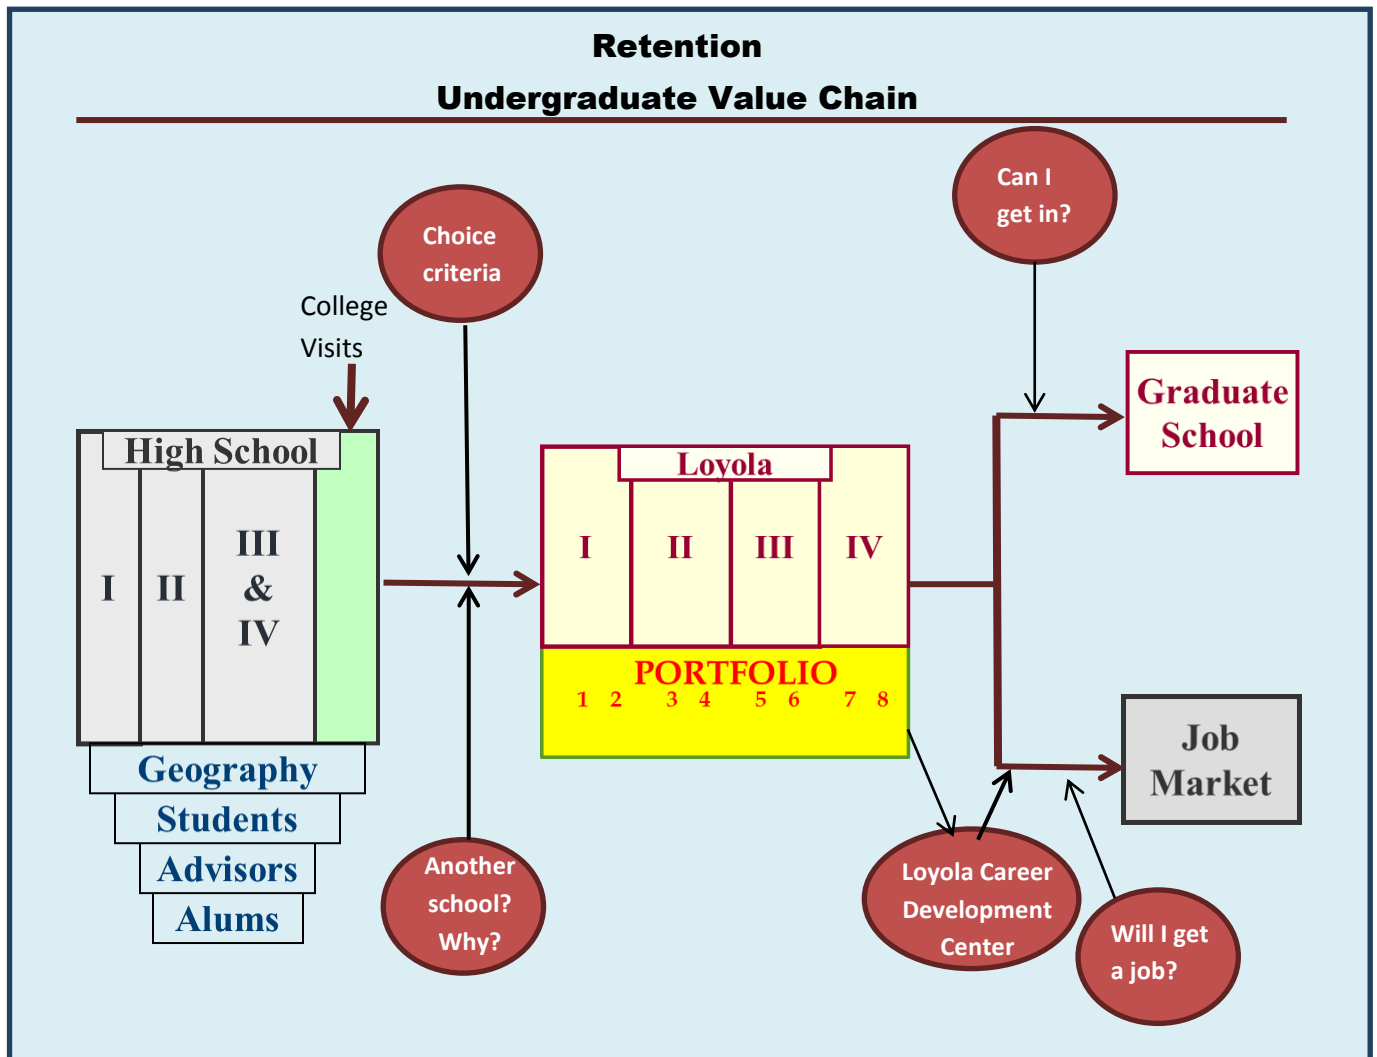 Retention
Undergraduate Value Chain
Can I
get in?
Choice
criteria
College
Visits
Graduate
School
High School
I
II
III
&
IV
Loyola
I II III IV
PORTFOLIO
1 2 3 4 5 6 7 8
Job
Market
Geography
Students
Advisors
Alums
Another
school?
Why?
Loyola Career
Development
Center
Will I get
a job?